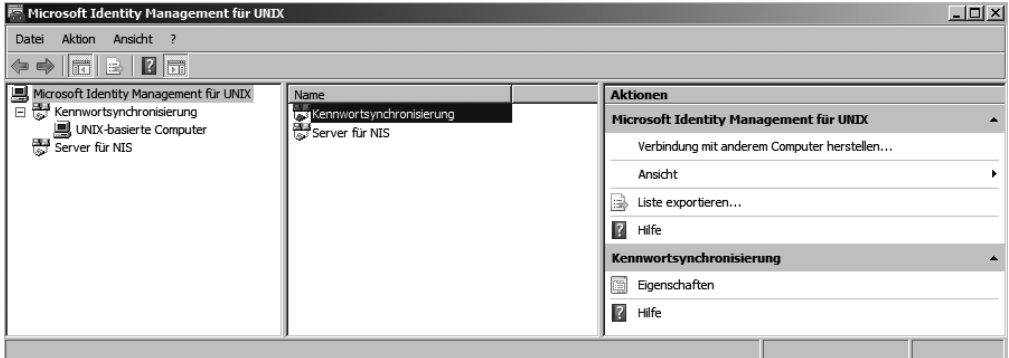 Microsoft Identity Management für UNIX
Datei Aktion Ansicht ?
Microsoft Identity Management für UNIX
Kennwortsynchronisierung
UNIX-basierte Computer
Server für NIS
Name
Kennwortsynchronisierung
Server für NIS
Aktionen
Microsoft Identity Management für UNIX
Verbindung mit anderem Computer herstellen...
Ansicht
Liste exportieren...
Hilfe
Kennwortsynchronisierung
Eigenschaften
Hilfe